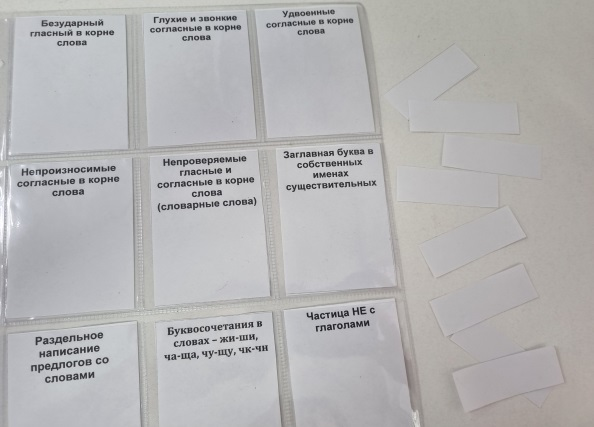 Безударный
гласный в корне
слова
Глухие и звонкие
согласные в корне
слова
Удвоенные
согласные в корне
слова
Непроизносимые
согласные в корне
слова
Непроверяемые
гласные и
согласные в корне
слова
(словарные слова)
Заглавная буква в
собственных
именах
существительных
Раздельное
написание
предлогов со
словами
Буквосочетания в
словах – жи-ши,
ча-ща, чу-щу, чк-чн
Частица НЕ с
глаголами